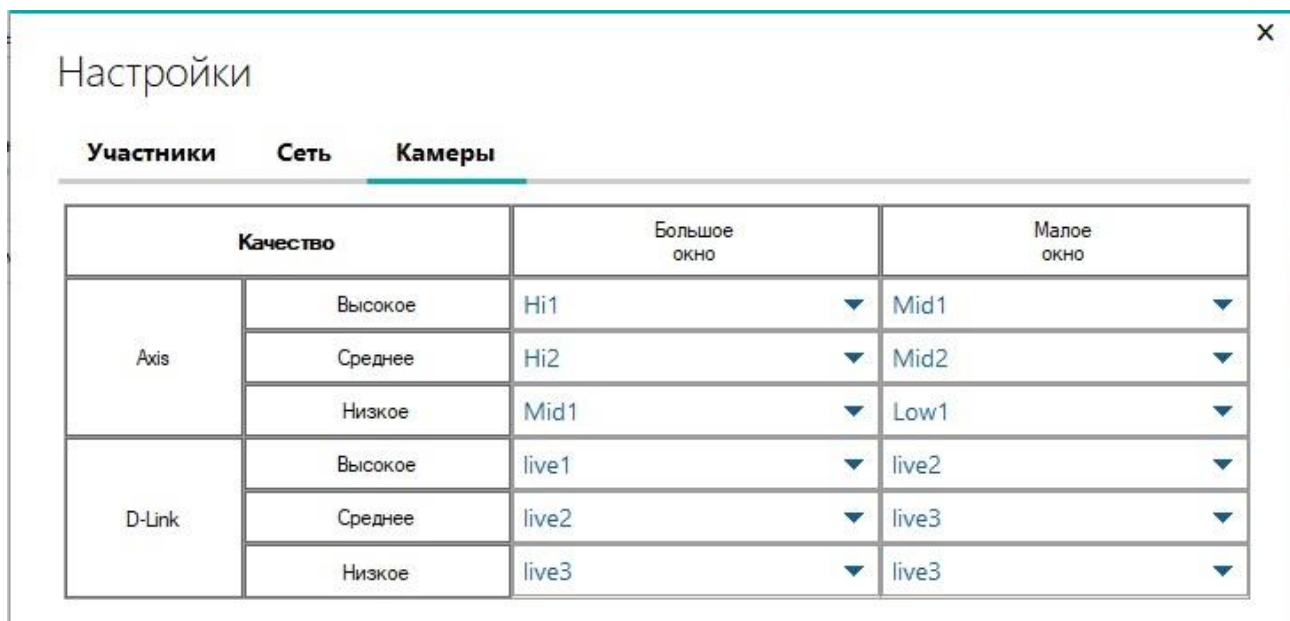 Настройки
Участники Сеть Камеры
Качество Большое окно Малое окно
Axis Высокое Hi1 Mid1
Среднее Hi2 Mid2
Низкое Mid1 Low1
D-Link Высокое live1 live2
Среднее live2 live3
Низкое live3 live3